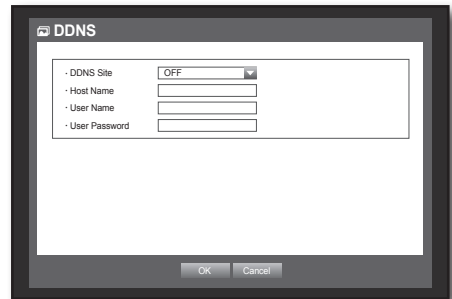 DDNS
· DDNS Site OFF
· Host Name
· User Name
· User Password
OK Cancel